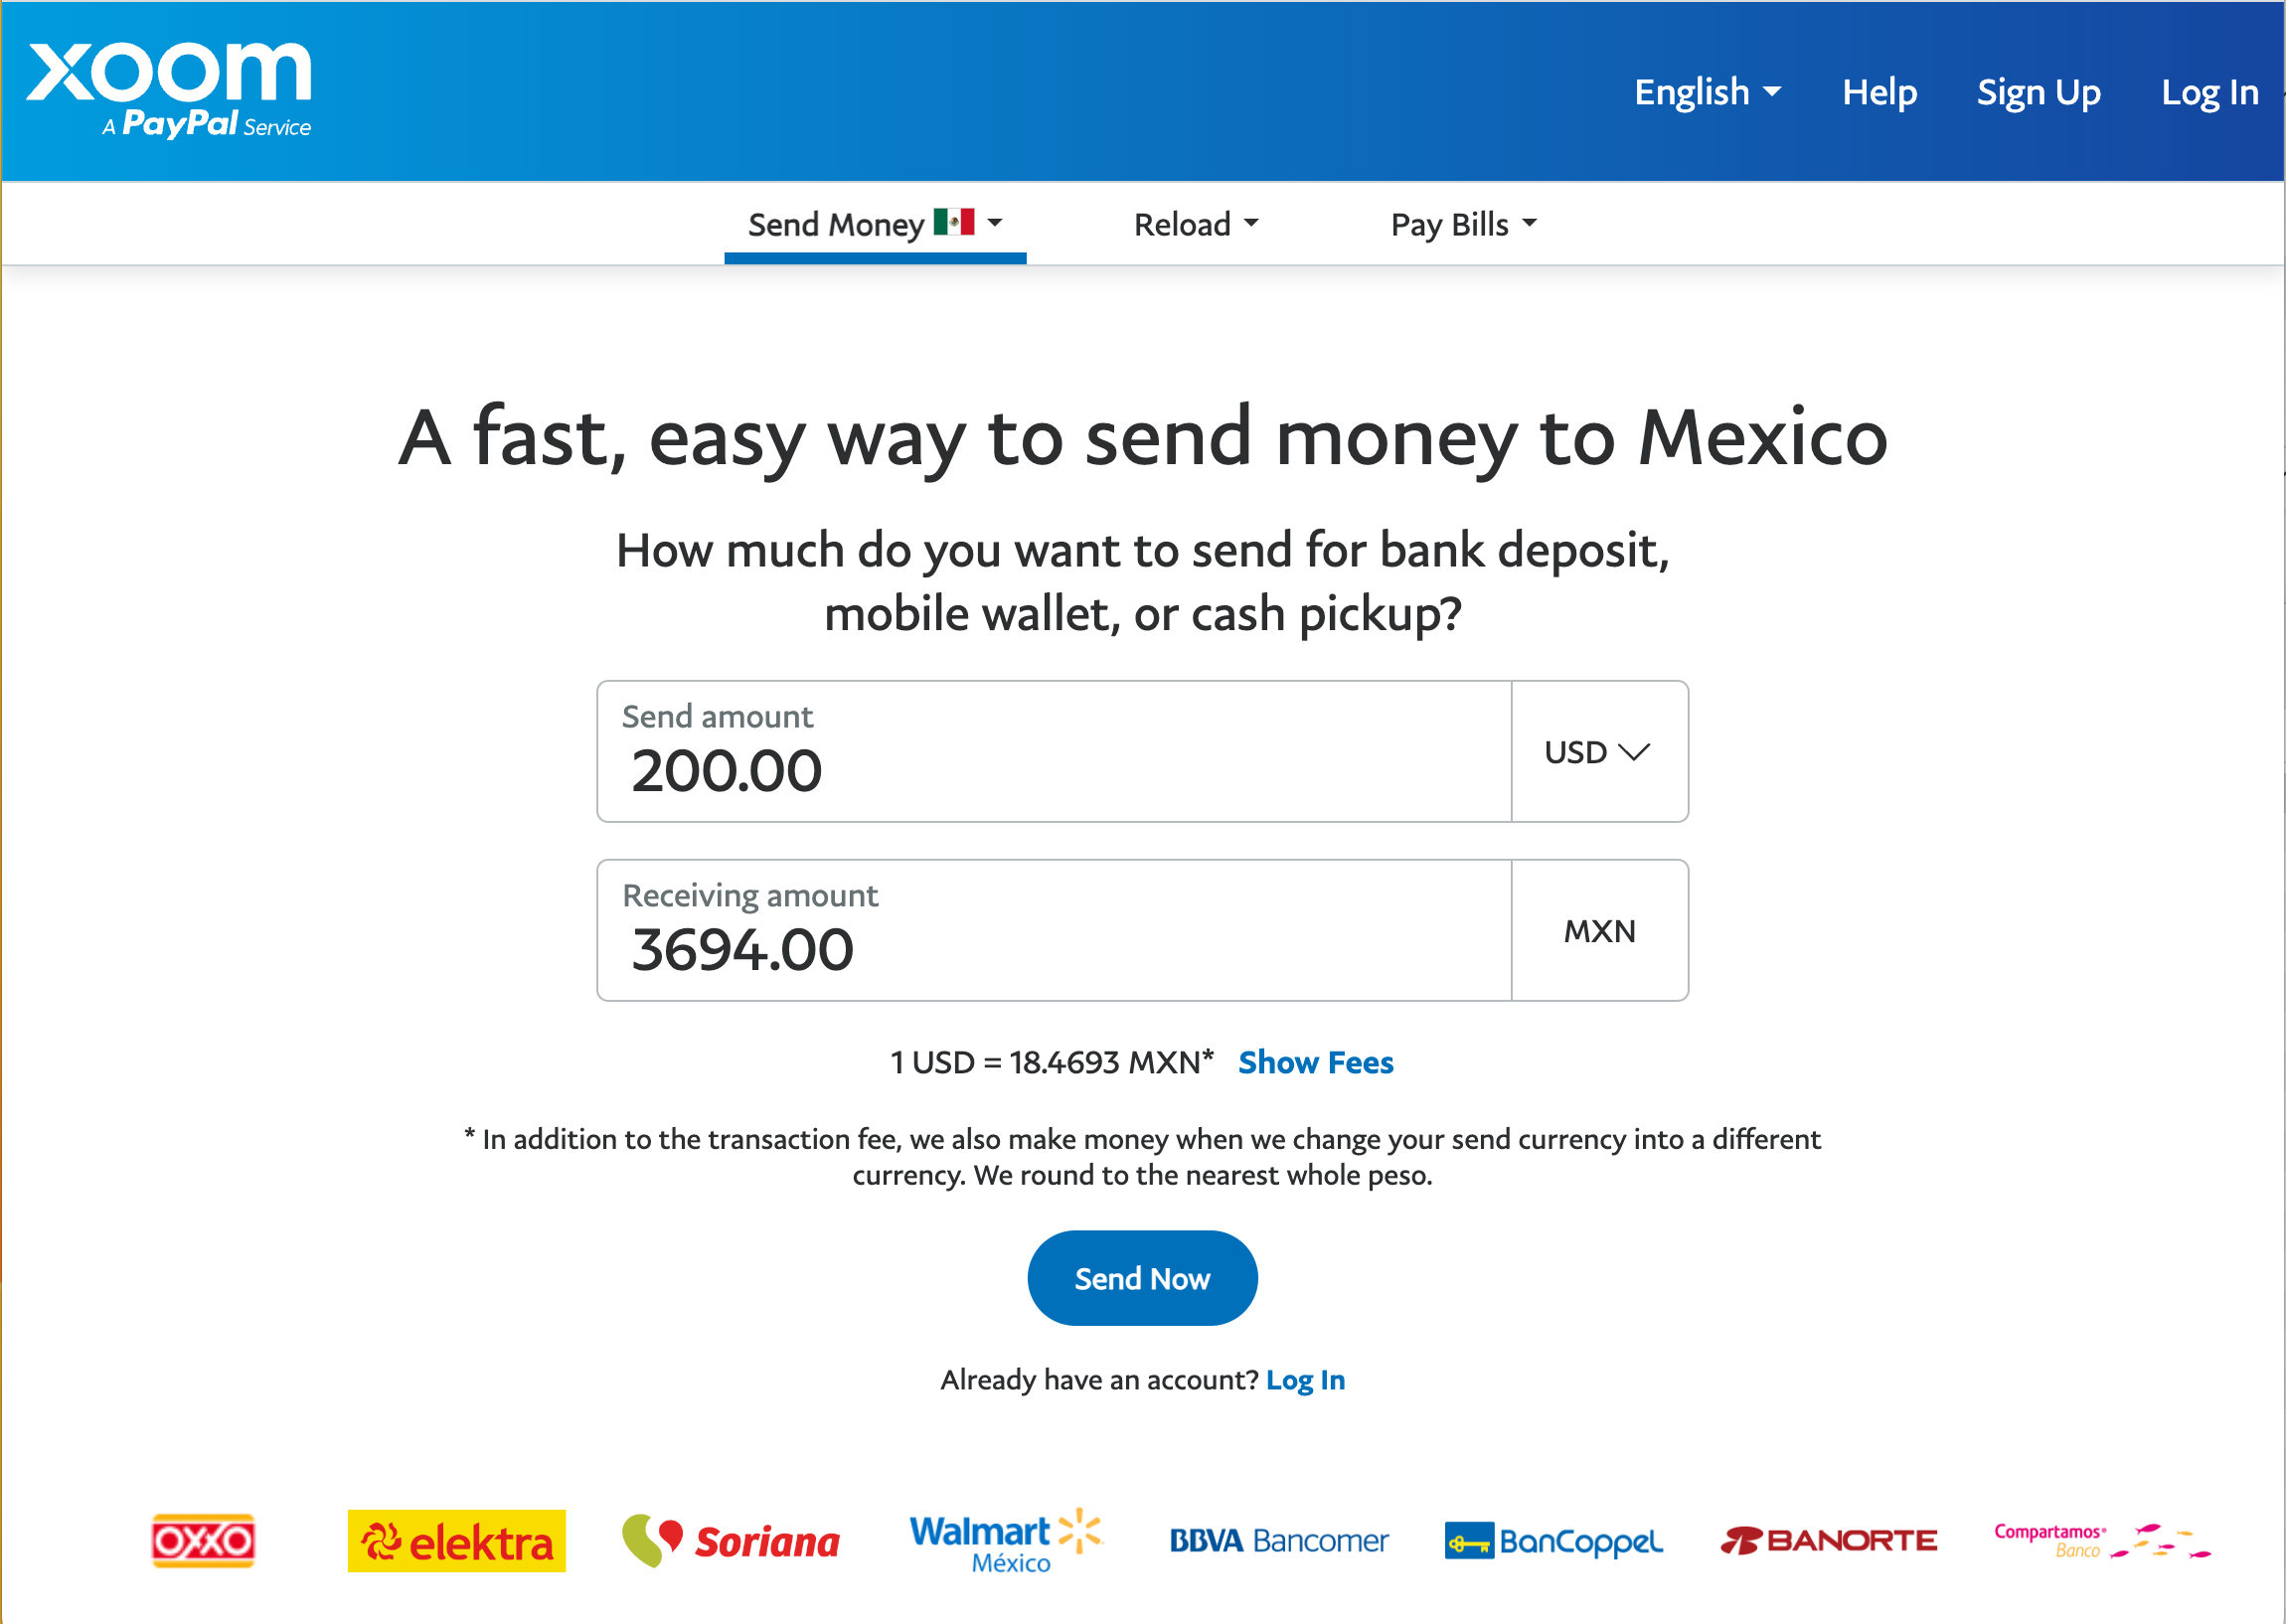 xoom
A PayPal Service
English
Help
Sign Up
Log In
Send Money
Reload
Pay Bills
A fast, easy way to send money to Mexico
How much do you want to send for bank deposit,
mobile wallet, or cash pickup?
Send amount
200.00
USD
Receiving amount
3694.00
MXN
1 USD = 18.4693 MXN* Show Fees
* In addition to the transaction fee, we also make money when we change your send currency into a different
currency. We round to the nearest whole peso.
Send Now
Already have an account? Log In
OXXO
elektra
Soriana
Walmart
México
BBVA Bancomer
BanCoppel
BANORTE
Compartamos
Banco